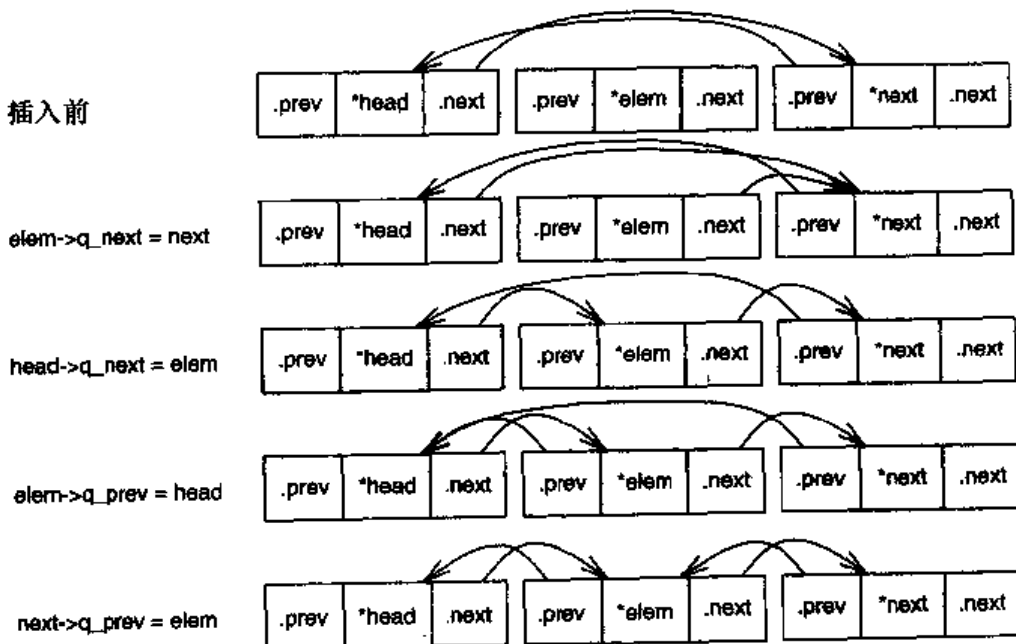 插入前 .prev *head .next .prev *elem .next .prev *next .next
elem->q_next = next .prev *head .next .prev *elem .next .prev *next .next
head->q_next = elem .prev *head .next .prev *elem .next .prev *next .next
elem->q_prev = head .prev *head .next .prev *elem .next .prev *next .next
next->q_prev = elem .prev *head .next .prev *elem .next .prev *next .next